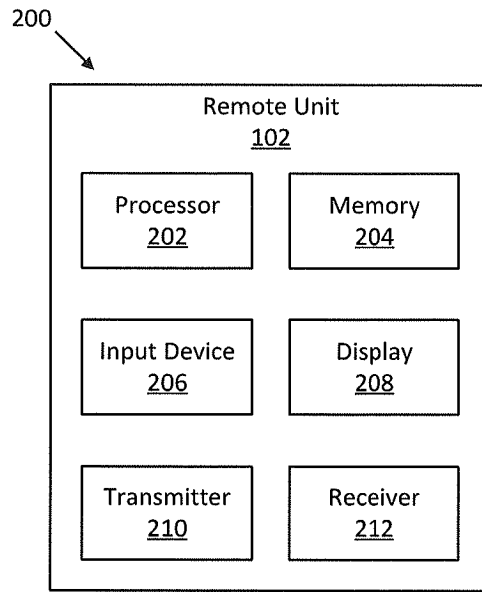 200
Remote Unit
102
Processor
202
Memory
204
Input Device
206
Display
208
Transmitter
210
Receiver
212